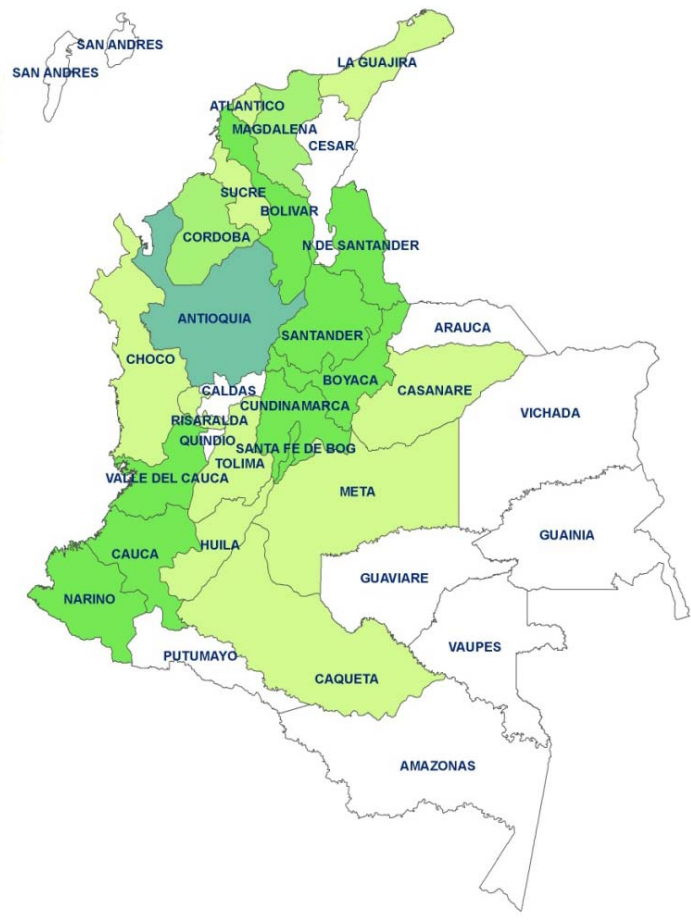 SAN ANDRES
SAN ANDRES
LA GUAJIRA
ATLANTICO
MAGDALENA
CESAR
SUCRE
BOLIVAR
CORDOBA
N DE SANTANDER
ANTIOQUIA
ARAUCA
SANTANDER
CHOCO
BOYACA
CALDAS
CASANARE
CUNDINAMARCA
VICHADA
RISARALDA
QUINDIO
SANTA FE DE BOG
TOLIMA
VALLE DEL CAUCA
META
GUAINIA
HUILA
CAUCA
GUAVIARE
NARINO
VAUPES
PUTUMAYO
CAQUETA
AMAZONAS